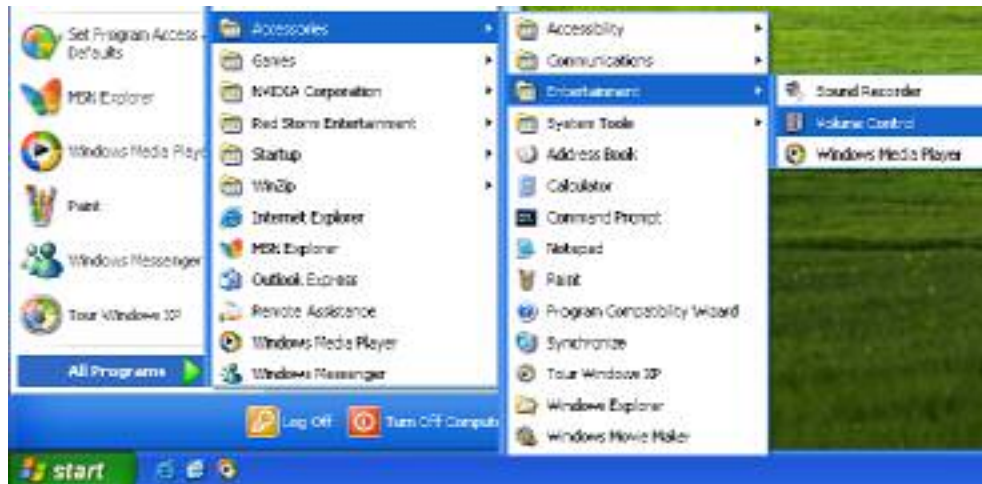 Set Program Access
Defaults
MSN Explorer
Windows Media Playe
Paint
Windows Messenger
Tour Windows XP
All Programs
Accessories
Games
NVIDIA Corporation
Red Storm Entertainment
Startup
WinZip
Internet Explorer
MSN Explorer
Outlook Express
Remote Assistance
Windows Media Player
Windows Messenger
Accessibility
Communications
Entertainment
System Tools
Address Book
Calculator
Command Prompt
Notepad
Paint
Program Compatibility Wizard
Synchronize
Tour Windows XP
Windows Explorer
Windows Movie Maker
Sound Recorder
Volume Control
Windows Media Player
Log Off
Turn Off Compute
start